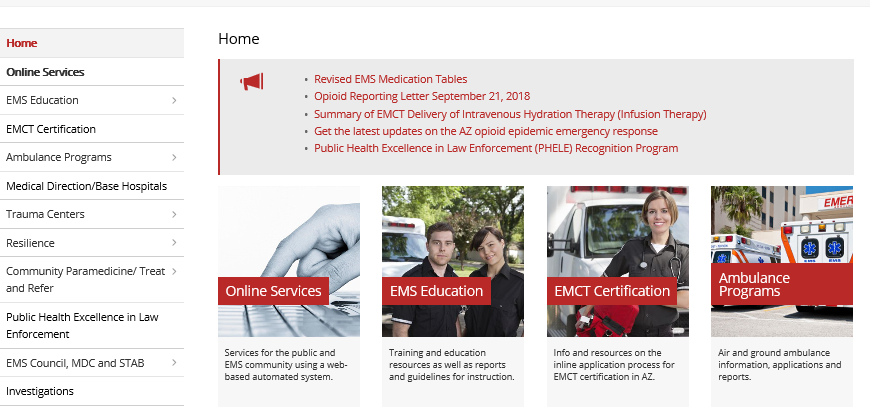 Home
Online Services
EMS Education
EMCT Certification
Ambulance Programs
Medical Direction/Base Hospitals
Trauma Centers
Resilience
Community Paramedicine/ Treat
and Refer
Public Health Excellence in Law
Enforcement
EMS Council, MDC and STAB
Investigations
Home
• Revised EMS Medication Tables
• Opioid Reporting Letter September 21, 2018
• Summary of EMCT Delivery of Intravenous Hydration Therapy (Infusion Therapy)
• Get the latest updates on the AZ opioid epidemic emergency response
• Public Health Excellence in Law Enforcement (PHELE) Recognition Program
Online Services
Services for the public and
EMS community using a web-
based automated system.
EMS Education
Training and education
resources as well as reports
and guidelines for instruction.
EMCT Certification
Info and resources on the
inline application process for
EMCT certification in AZ.
EMER
Ambulance
Programs
Air and ground ambulance
information, applications and
reports.